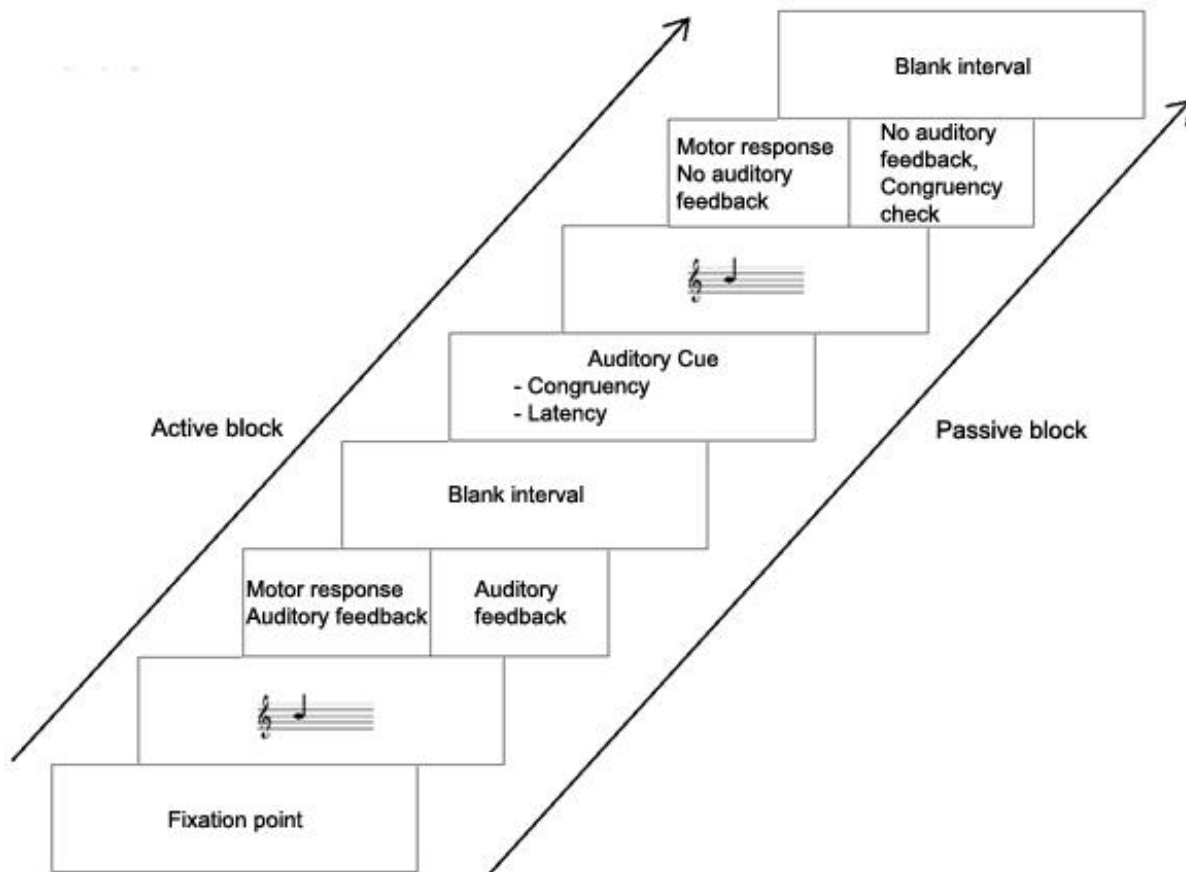 Blank interval
Motor response
No auditory
feedback
No auditory
feedback,
Congruency
check
Auditory Cue
- Congruency
- Latency
Active block
Passive block
Blank interval
Motor response
Auditory feedback
Auditory
feedback
Fixation point